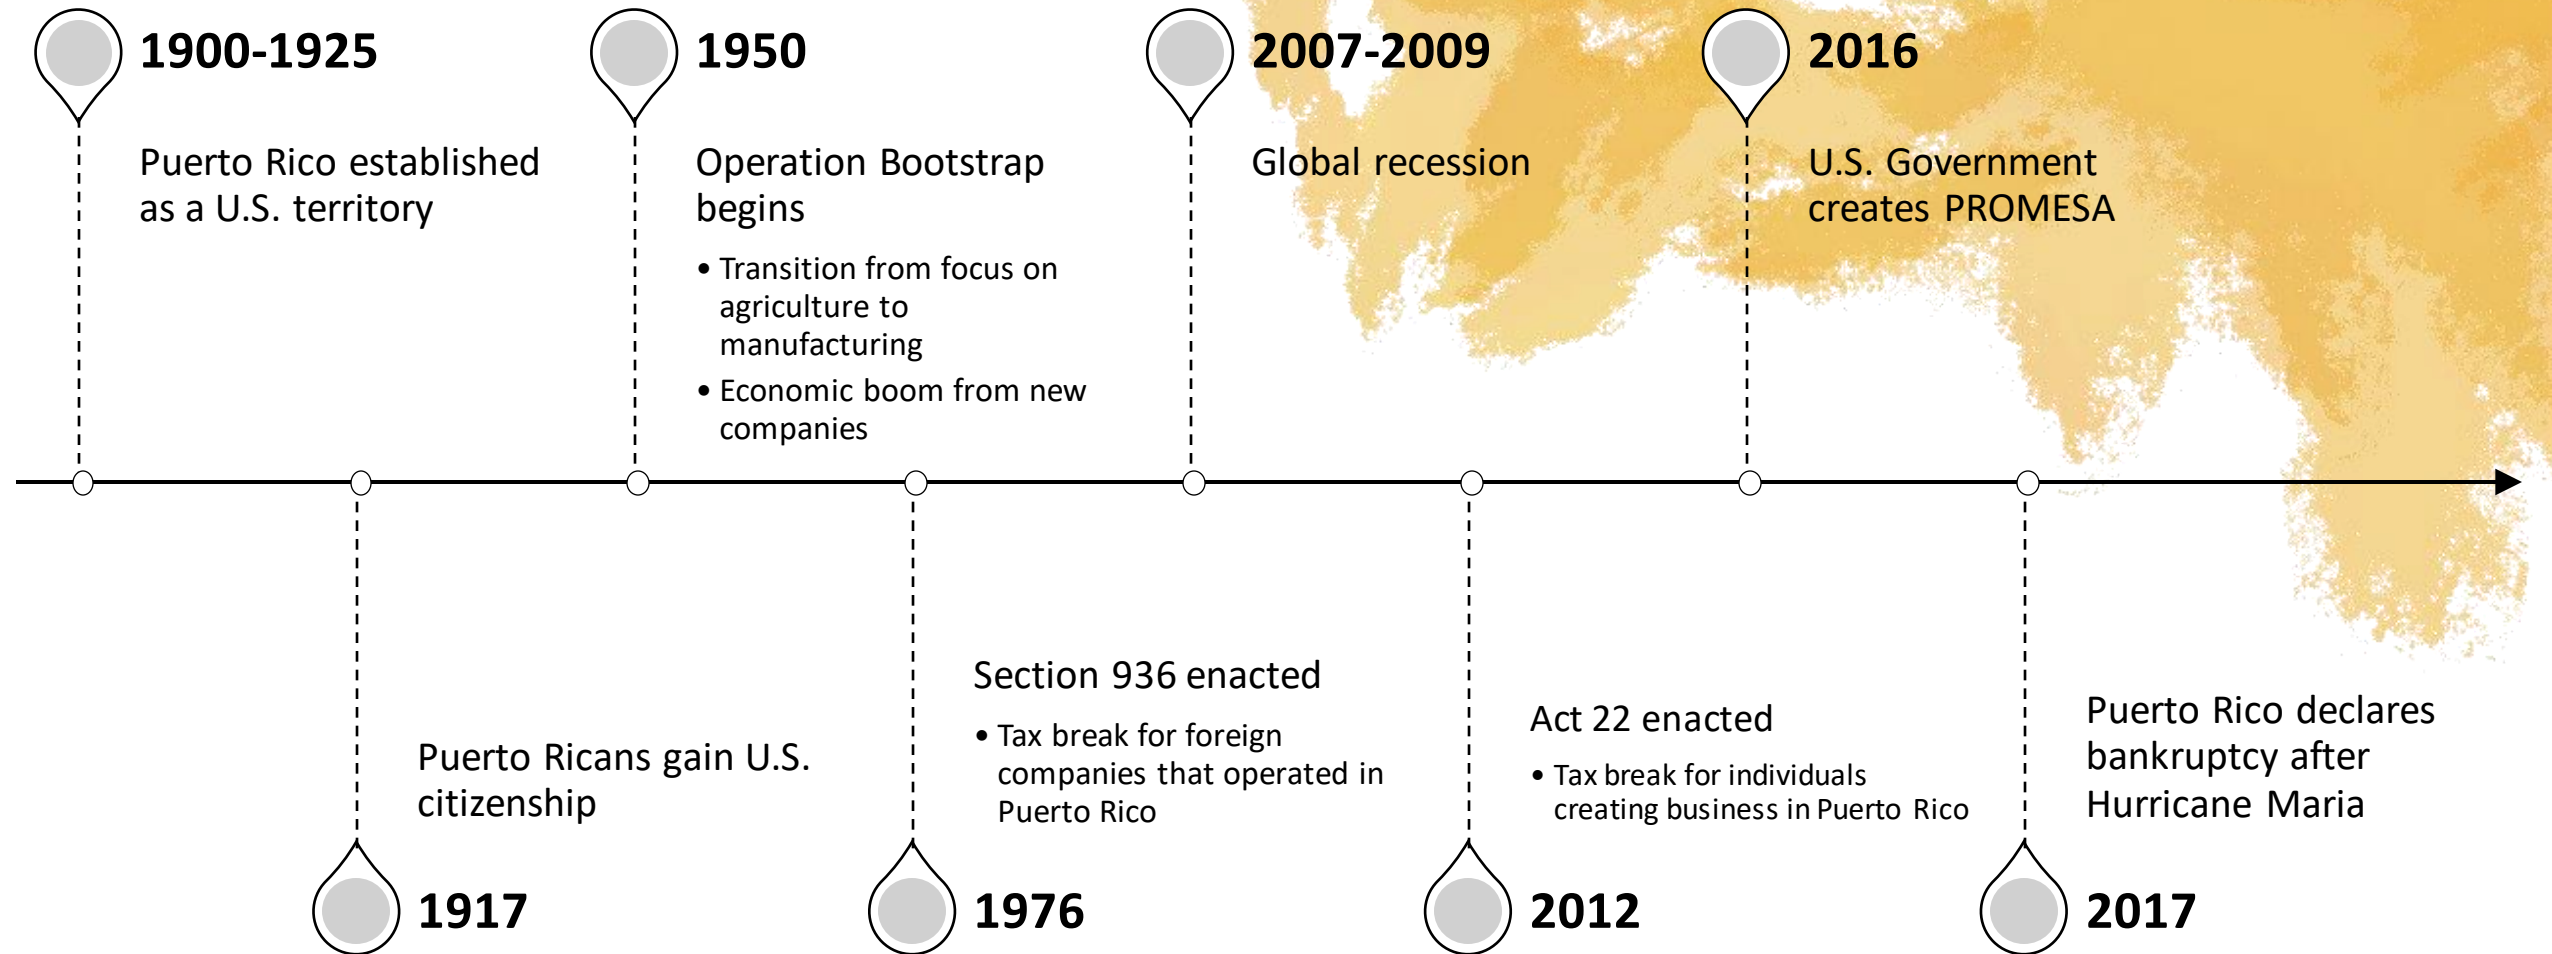 1900-1925
Puerto Rico established
as a U.S. territory
1917
Puerto Ricans gain U.S.
citizenship
1950
Operation Bootstrap
begins
• Transition from focus on
agriculture to
manufacturing
• Economic boom from new
companies
1976
Section 936 enacted
• Tax break for foreign
companies that operated in
Puerto Rico
2007-2009
Global recession
2012
Act 22 enacted
• Tax break for individuals
creating business in Puerto Rico
2016
U.S. Government
creates PROMESA
2017
Puerto Rico declares
bankruptcy after
Hurricane Maria